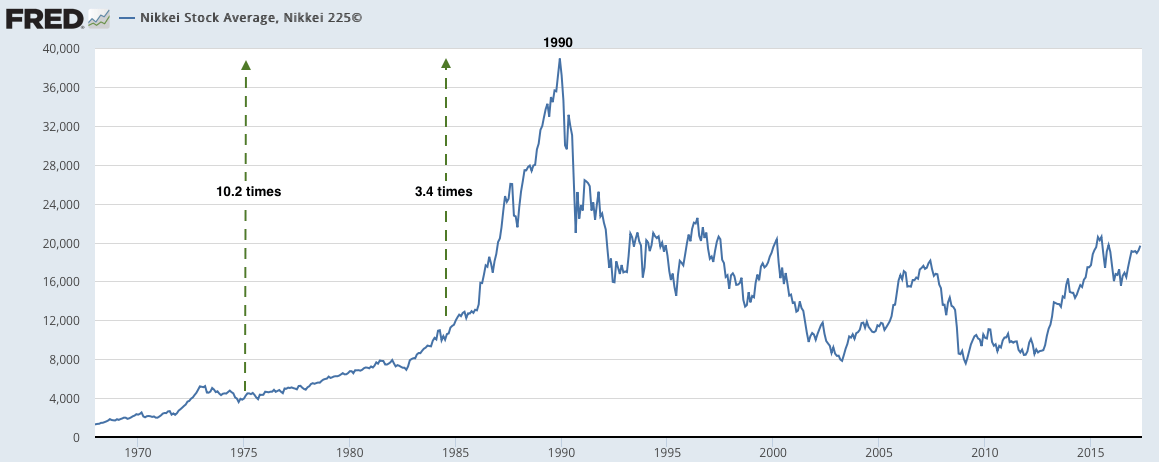 FRED
Nikkei Stock Average, Nikkei 225©
1990
40,000
36,000
32,000
28,000
24,000
20,000
16,000
12,000
8,000
4,000
0
10.2 times
3.4 times
1970 1975 1980 1985 1990 1995 2000 2005 2010 2015